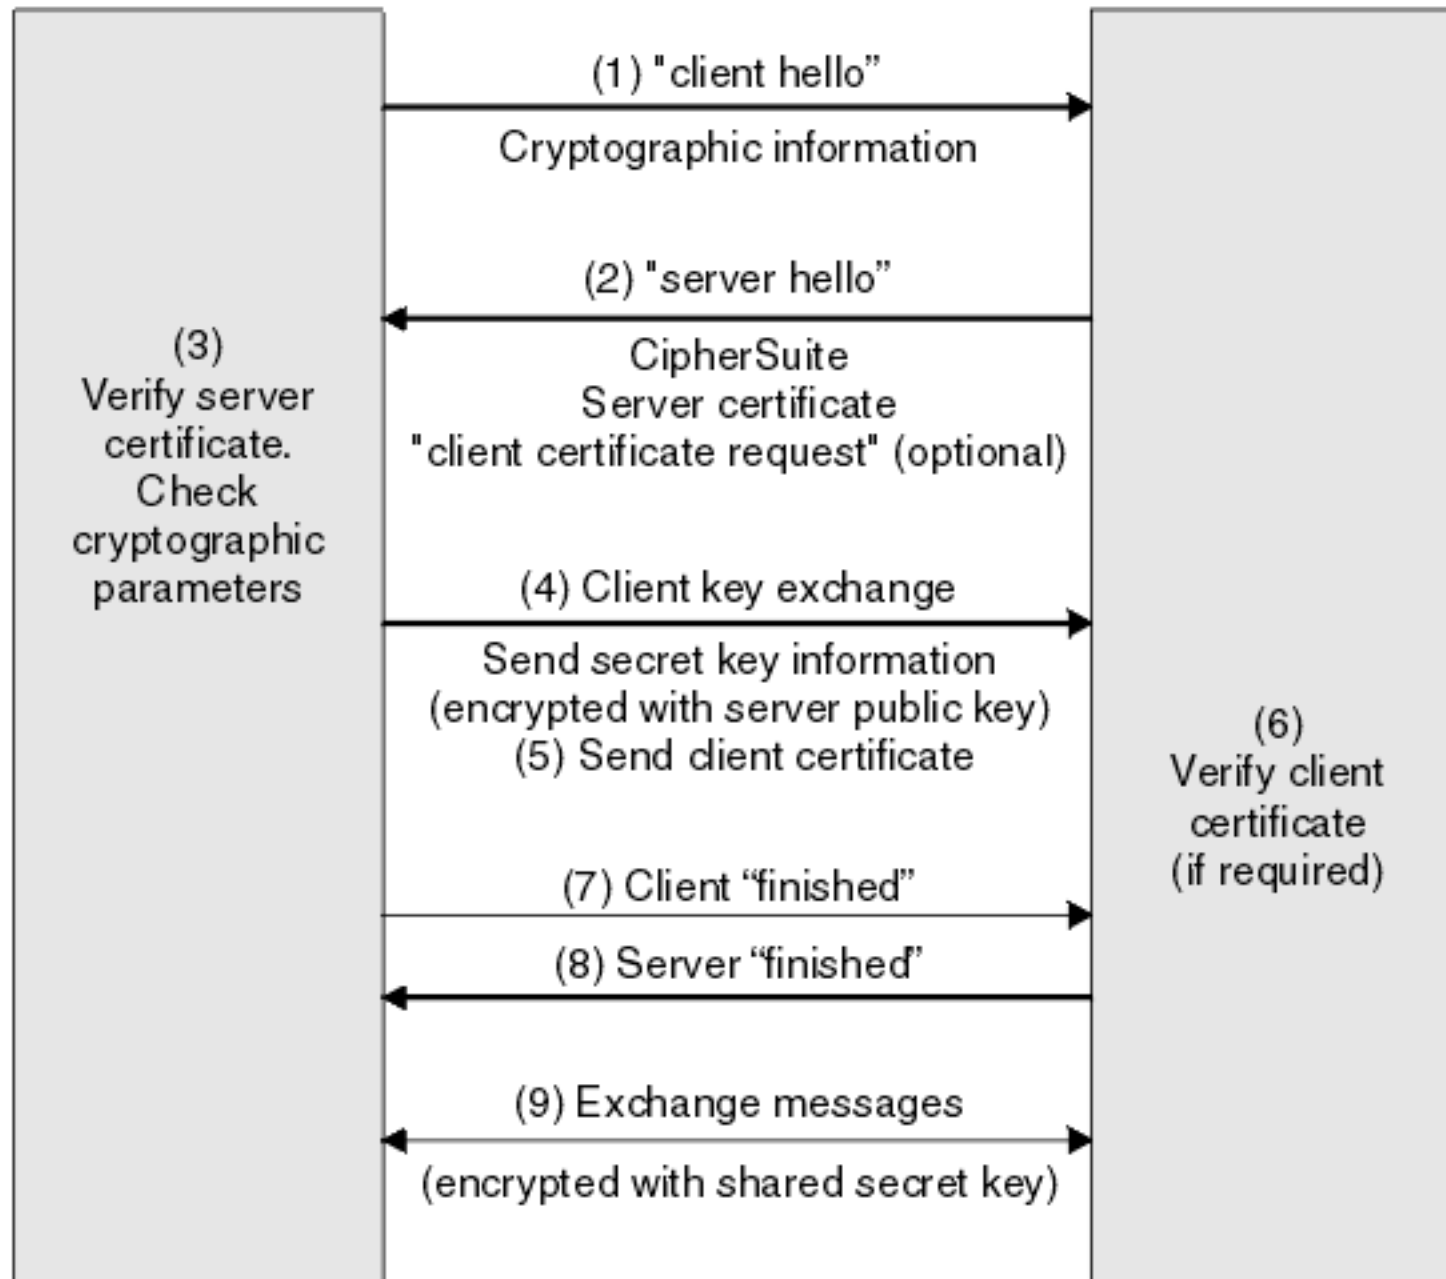 (1) "client hello”
Cryptographic information
(2) "server hello”
CipherSuite
Server certificate
"client certificate request" (optional)
(3)
Verify server
certificate.
Check
cryptographic
parameters
(4) Client key exchange
Send secret key information
(encrypted with server public key)
(5) Send client certificate
(6)
Verify client
certificate
(if required)
(7) Client “finished”
(8) Server “finished”
(9) Exchange messages
(encrypted with shared secret key)